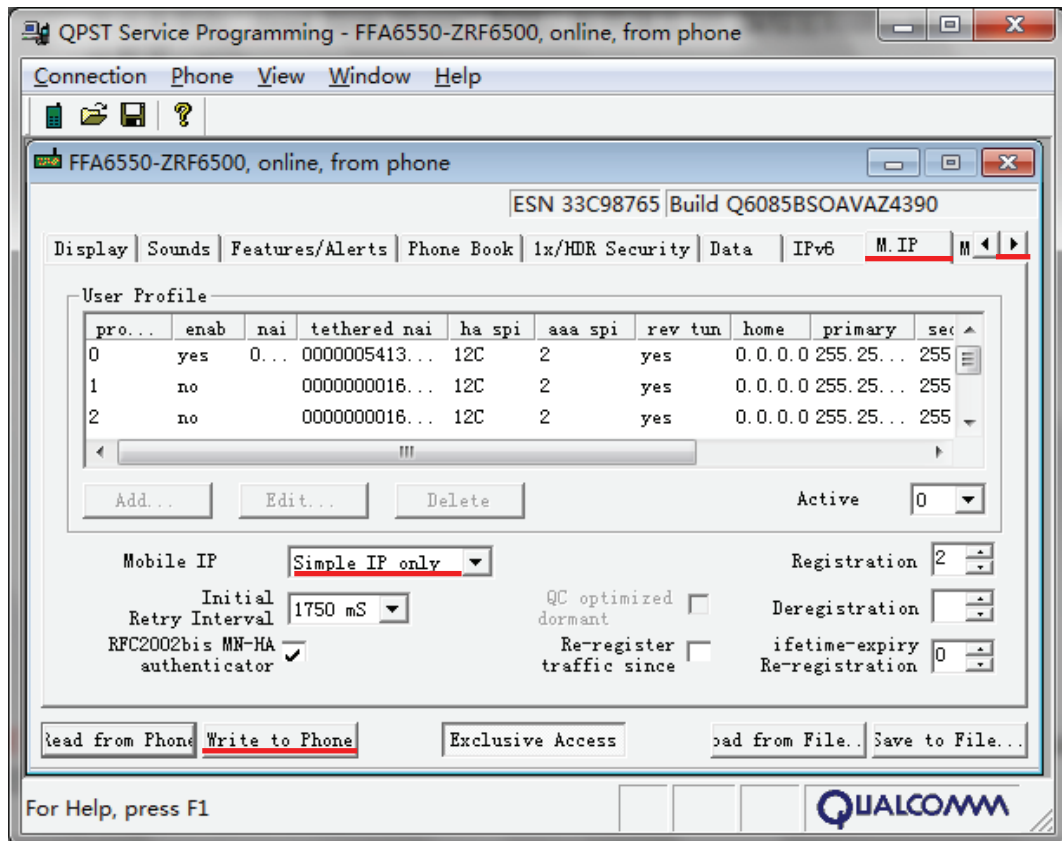 QPST Service Programming - FFA6550-ZRF6500, online, from phone
Connection Phone View Window Help
FFA6550-ZRF6500, online, from phone
ESN 33C98765 Build Q6085BSOAVAZ4390
Display Sounds Features/Alerts Phone Book 1x/HDR Security Data IPv6 M.IP M
User Profile
pro... enab nai tethered nai ha spi aaa spi rev tun home primary sec
0 yes 0... 0000005413... 12C 2 yes 0.0.0.0 255.25... 255
1 no 0000000016... 12C 2 yes 0.0.0.0 255.25... 255
2 no 0000000016... 12C 2 yes 0.0.0.0 255.25... 255
Add... Edit... Delete Active 0
Mobile IP Simple IP only Registration 2
Initial Retry Interval 1750 mS QC optimized dormant Deregistration
RFC2002bis MN-HA authenticator Re-register traffic since ifetime-expiry Re-registration 0
Read from Phone Write to Phone Exclusive Access oad from File.. Save to File...
For Help, press F1 QUALCOMM